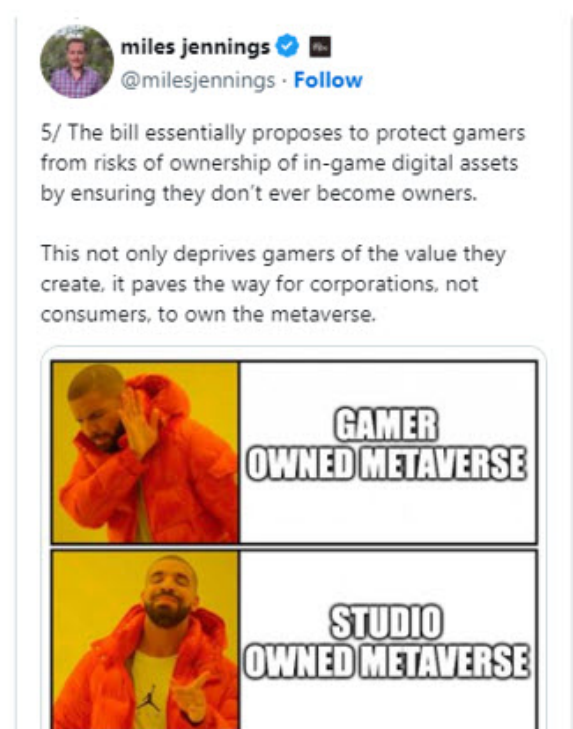 miles jennings
@milesjennings · Follow
5/ The bill essentially proposes to protect gamers
from risks of ownership of in-game digital assets
by ensuring they don't ever become owners.
This not only deprives gamers of the value they
create, it paves the way for corporations, not
consumers, to own the metaverse.
GAMER
OWNED METAVERSE
STUDIO
OWNED METAVERSE